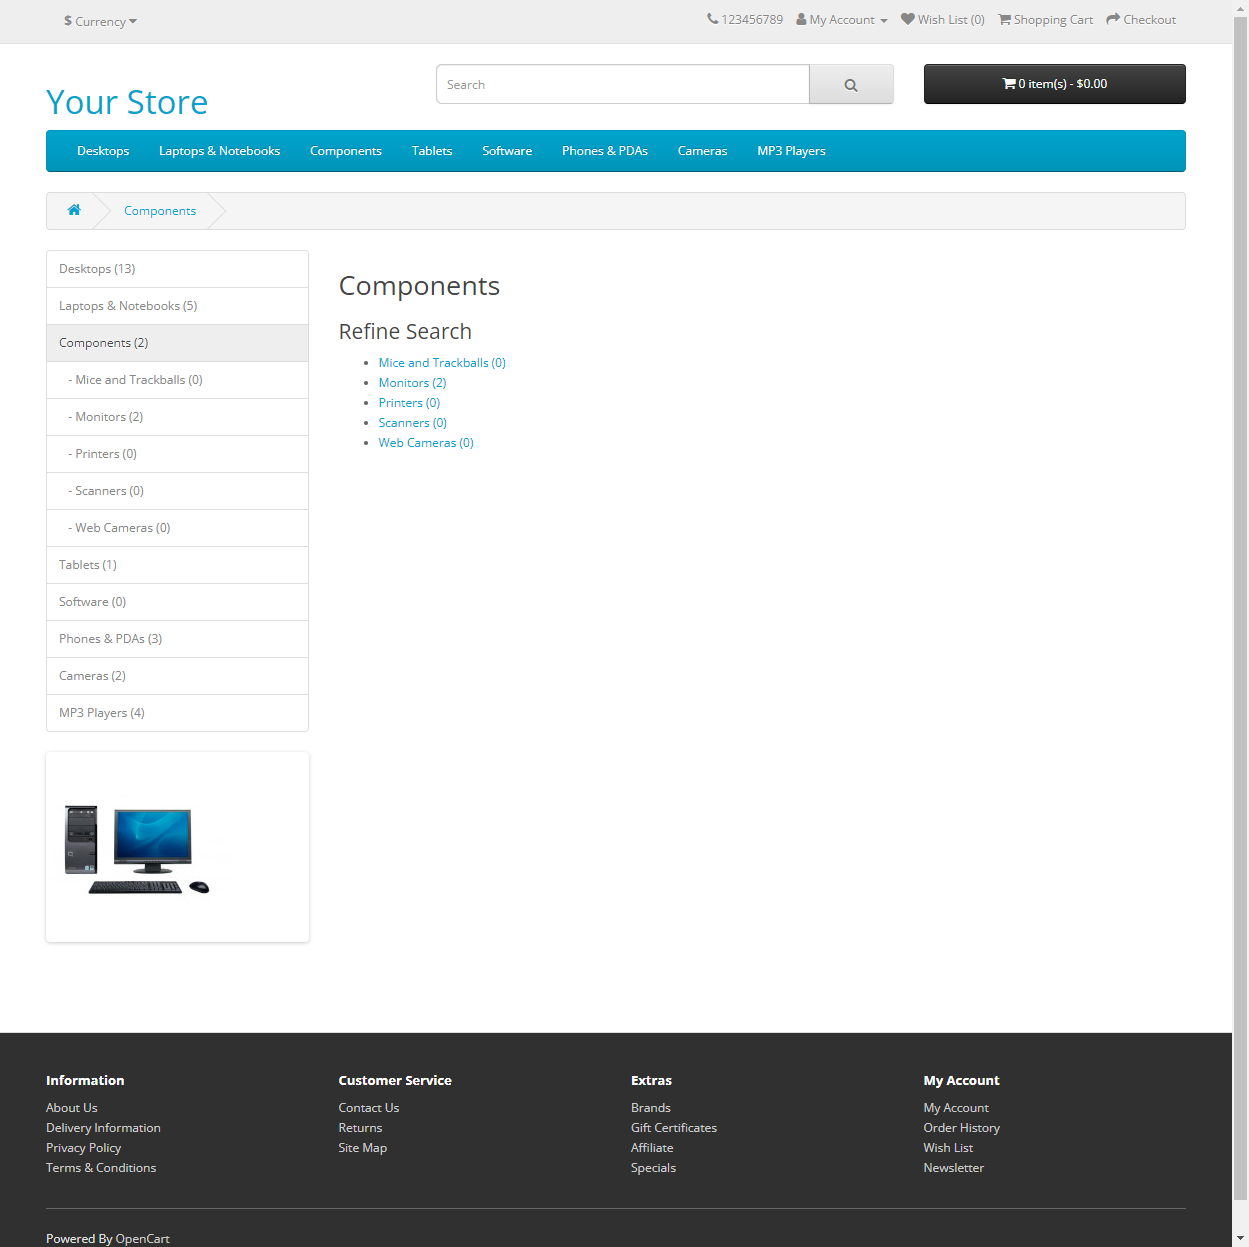 $ Currency
123456789 My Account Wish List (0) Shopping Cart Checkout
Your Store
Search
0 item(s) - $0.00
Desktops Laptops & Notebooks Components Tablets Software Phones & PDAs Cameras MP3 Players
Components
Desktops (13)
Laptops & Notebooks (5)
Components (2)
- Mice and Trackballs (0)
- Monitors (2)
- Printers (0)
- Scanners (0)
- Web Cameras (0)
Tablets (1)
Software (0)
Phones & PDAs (3)
Cameras (2)
MP3 Players (4)
Components
Refine Search
Mice and Trackballs (0)
Monitors (2)
Printers (0)
Scanners (0)
Web Cameras (0)
Information
About Us
Delivery Information
Privacy Policy
Terms & Conditions
Customer Service
Contact Us
Returns
Site Map
Extras
Brands
Gift Certificates
Affiliate
Specials
My Account
My Account
Order History
Wish List
Newsletter
Powered By OpenCart